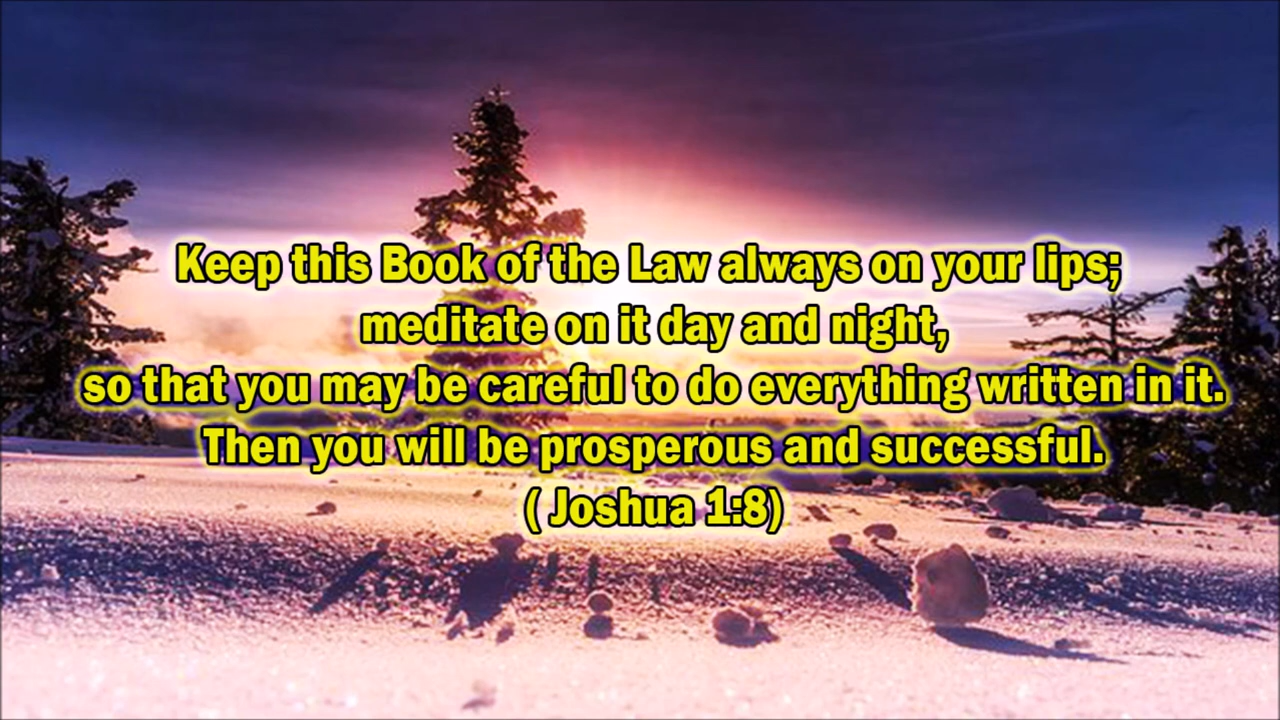 Keep this Book of the Law always on your lips;
meditate on it day and night,
so that you may be careful to do everything written in it.
Then you will be prosperous and successful.
( Joshua 1:8)